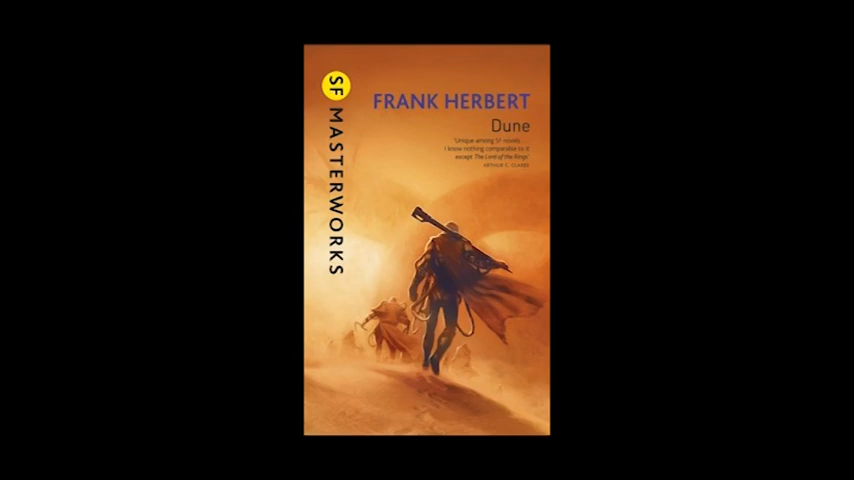 SF MASTERWORKS
FRANK HERBERT
Dune
'Unique among SF novels...
I know nothing comparable to it
except The Lord of the Rings'
ARTHUR C. CLARKE